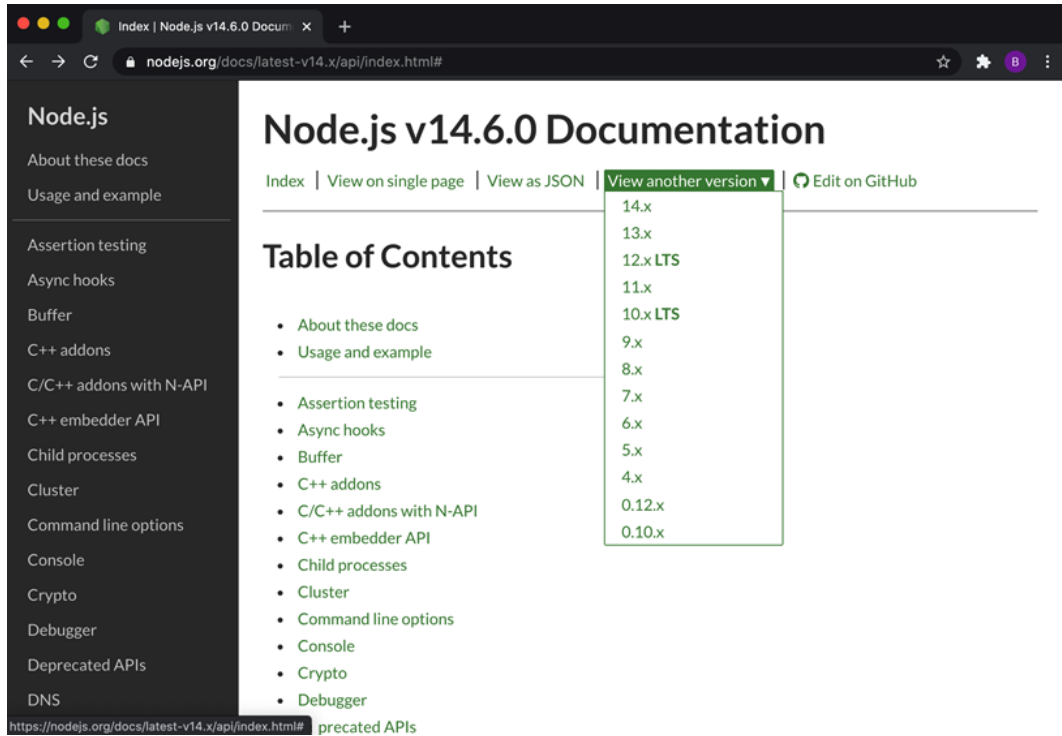 Index | Node.js v14.6.0 Docum
nodejs.org/docs/latest-v14.x/api/index.html#
B
Node.js
About these docs
Usage and example
Assertion testing
Async hooks
Buffer
C++ addons
C/C++ addons with N-API
C++ embedder API
Child processes
Cluster
Command line options
Console
Crypto
Debugger
Deprecated APIs
DNS
https://nodejs.org/docs/latest-v14.x/api/index.html#
Node.js v14.6.0 Documentation
Index | View on single page | View as JSON | View another version ▼ | Edit on GitHub
14.x
13.x
12.x LTS
11.x
10.x LTS
9.x
8.x
7.x
6.x
5.x
4.x
0.12.x
0.10.x
Table of Contents
• About these docs
• Usage and example
• Assertion testing
• Async hooks
• Buffer
• C++ addons
• C/C++ addons with N-API
• C++ embedder API
• Child processes
• Cluster
• Command line options
• Console
• Crypto
• Debugger
precated APIs